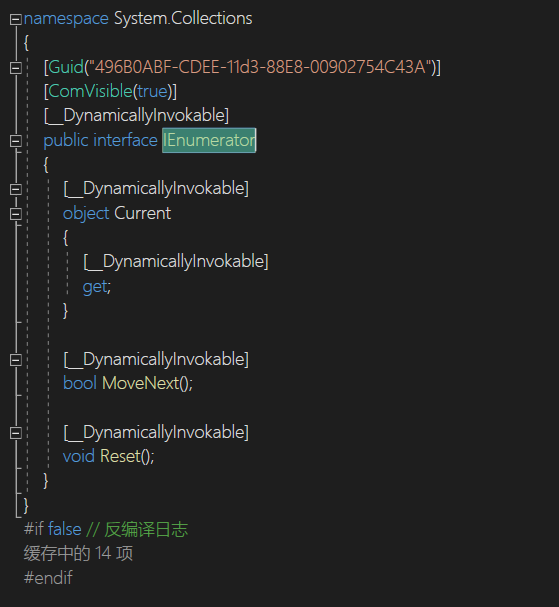 namespace System.Collections
{
[Guid("496B0ABF-CDEE-11d3-88E8-00902754C43A")]
[ComVisible(true)]
[__DynamicallyInvokable]
public interface IEnumerator
{
[__DynamicallyInvokable]
object Current
{
[__DynamicallyInvokable]
get;
}
[__DynamicallyInvokable]
bool MoveNext();
[__DynamicallyInvokable]
void Reset();
}
}
#if false // 反编译日志
缓存中的 14 项
#endif